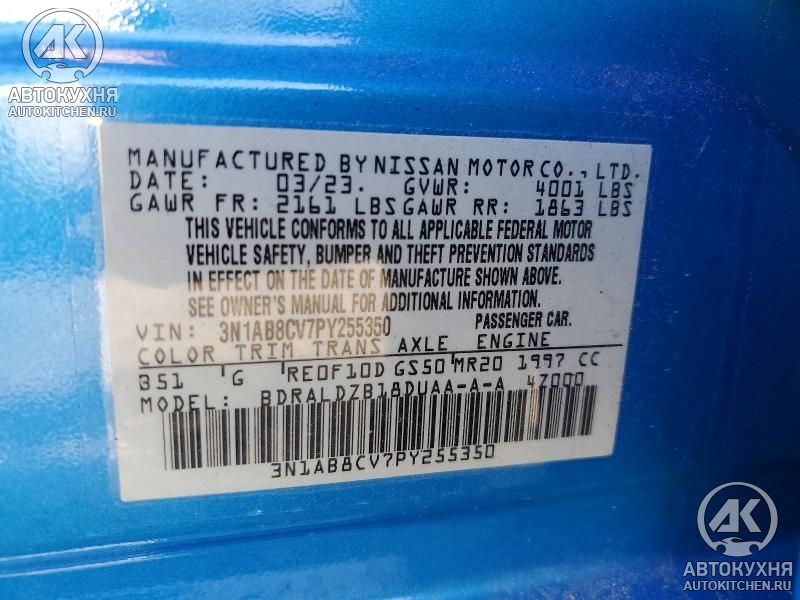 АК
АВТОКУХНЯ
AUTOKITCHEN.RU
MANUFACTURED BY NISSAN MOTOR CO., LTD.
DATE: 03/23. GVWR: 4001 LBS
GAWR FR: 2161 LBS GAWR RR: 1863 LBS
THIS VEHICLE CONFORMS TO ALL APPLICABLE FEDERAL MOTOR
VEHICLE SAFETY, BUMPER AND THEFT PREVENTION STANDARDS
IN EFFECT ON THE DATE OF MANUFACTURE SHOWN ABOVE.
SEE OWNER'S MANUAL FOR ADDITIONAL INFORMATION.
VIN: 3N1AB8CV7PY255350 PASSENGER CAR.
COLOR TRIM TRANS AXLE ENGINE
B51 G RE0F10D GS50 MR20 1997 CC
MODEL: BDRALDZB18DUAA-A-A 47000
3N1AB8CV7PY255350
АК
АВТОКУХНЯ
AUTOKITCHEN.RU